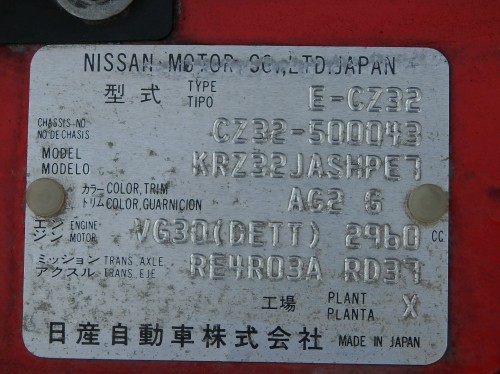 NISSAN MOTOR CO.,LTD.JAPAN
型式 TYPE TIPO E-CZ32
CHASSIS-NO. NO.DE CHASIS CZ32-500043
MODEL MODELO KRZ32JASHPE7
カラー COLOR,TRIM
トリム COLOR,GUARNICION AG2 G
エンジン ENGINE MOTOR VG30(DETT) 2960 CC
ミッション TRANS.AXLE
アクスル TRANS.EJE RE4R03A RD37
工場 PLANT PLANTA X
日産自動車株式会社 MADE IN JAPAN